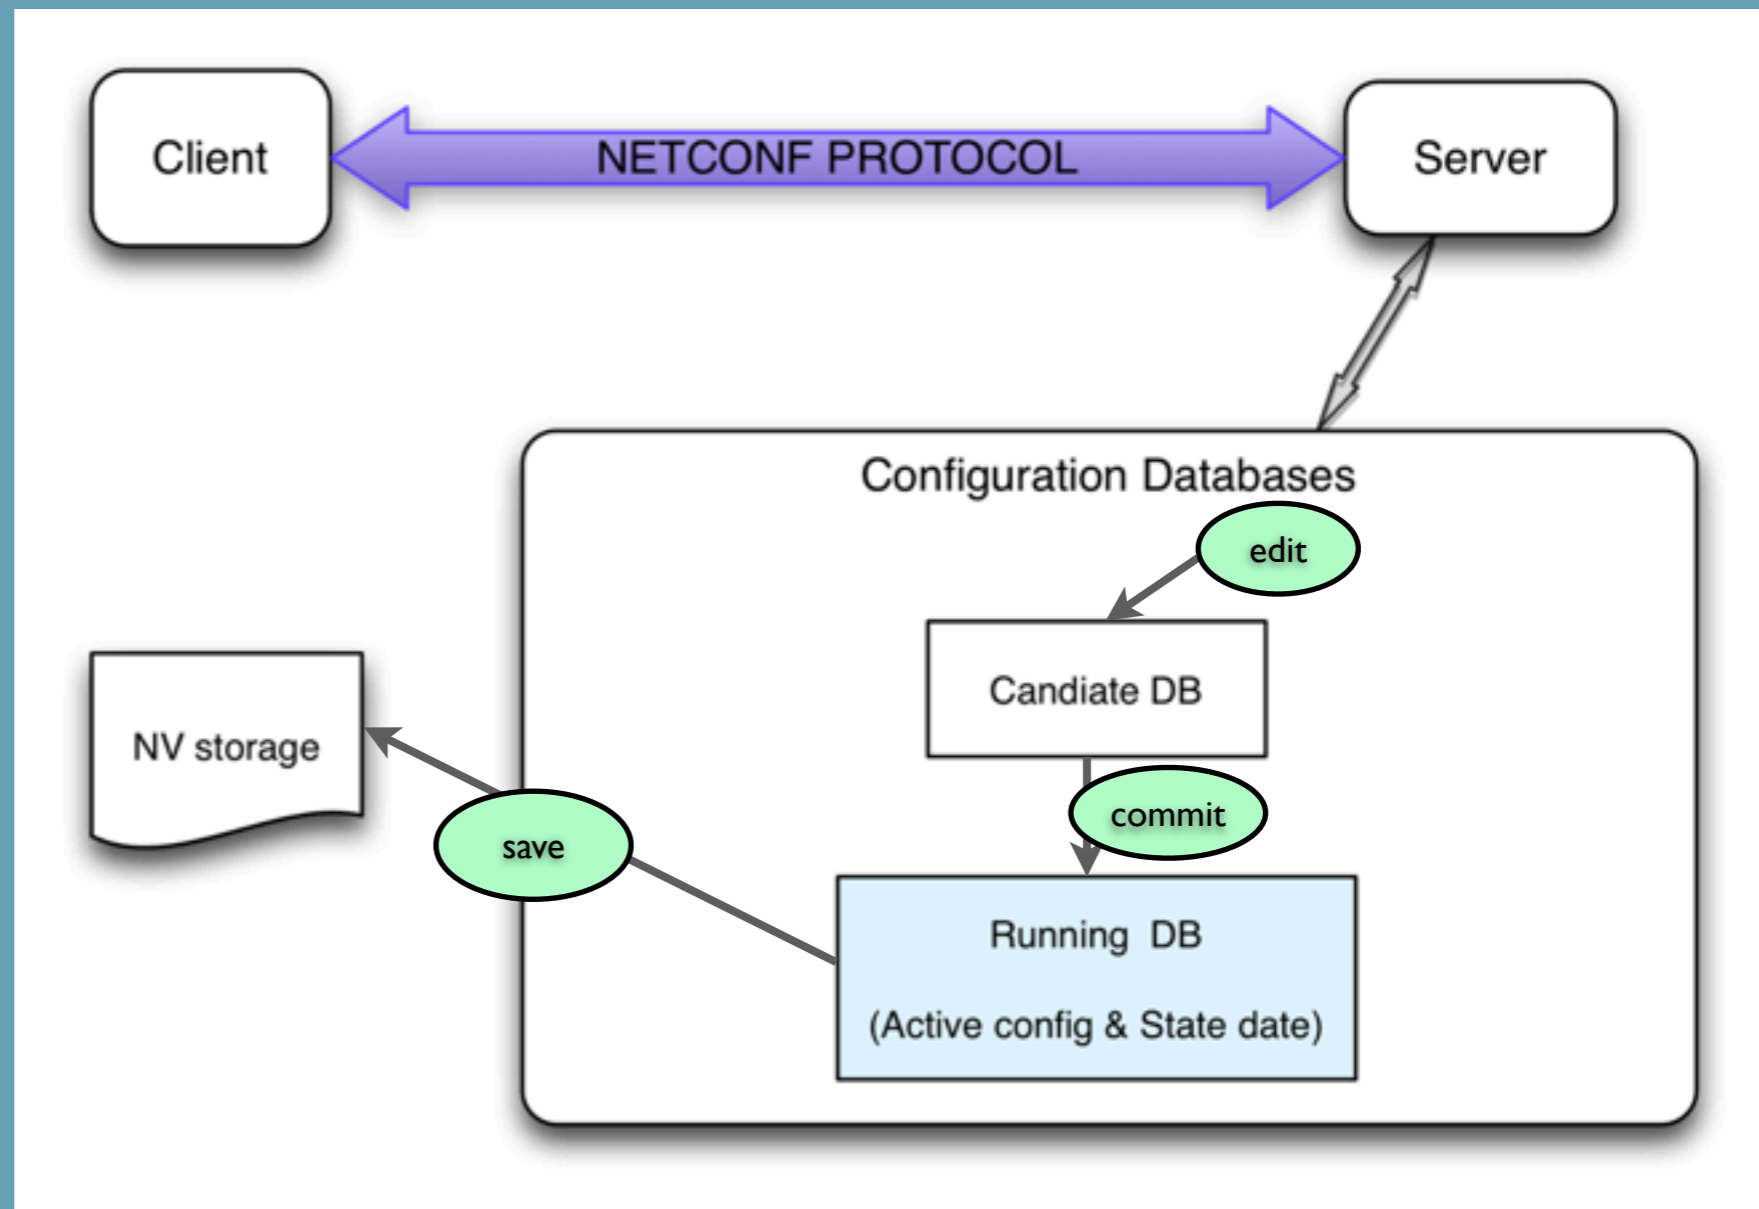 Client
NETCONF PROTOCOL
Server
Configuration Databases
edit
Candiate DB
NV storage
commit
save
Running DB
(Active config & State date)